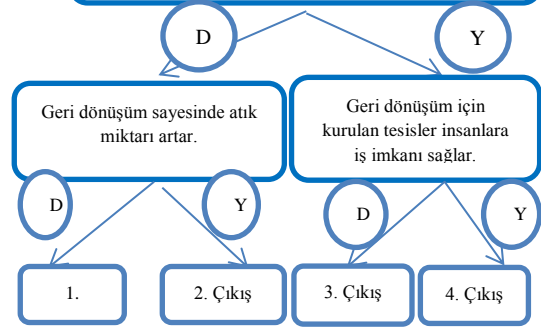 D
Y
Geri dönüşüm sayesinde atık
miktarı artar.
Geri dönüşüm için
kurulan tesisler insanlara
iş imkanı sağlar.
D
Y
D
Y
1.
2. Çıkış
3. Çıkış
4. Çıkış